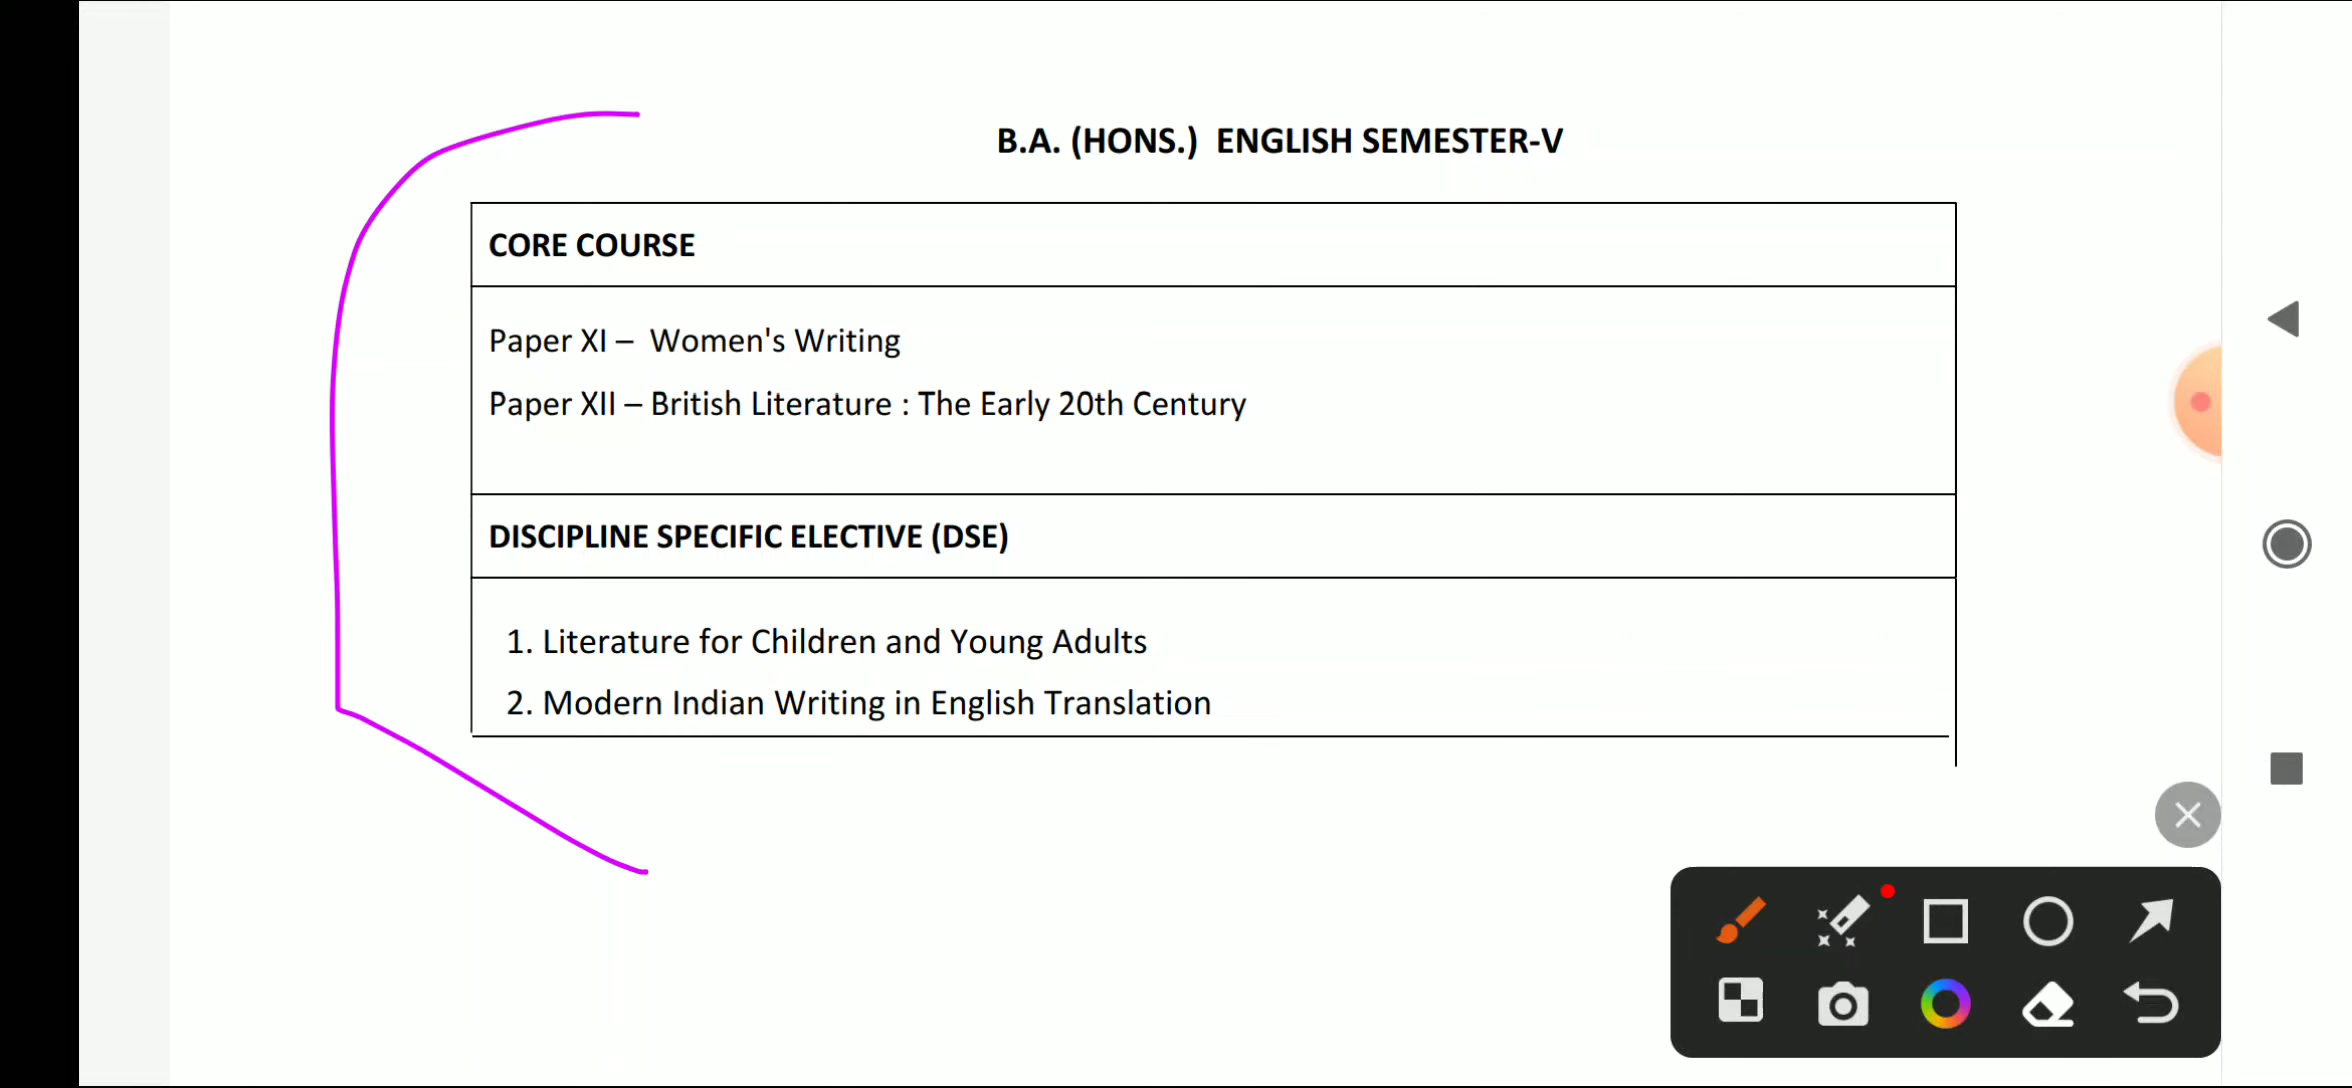 B.A. (HONS.) ENGLISH SEMESTER-V
CORE COURSE
Paper XI – Women's Writing
Paper XII – British Literature : The Early 20th Century
DISCIPLINE SPECIFIC ELECTIVE (DSE)
1. Literature for Children and Young Adults
2. Modern Indian Writing in English Translation